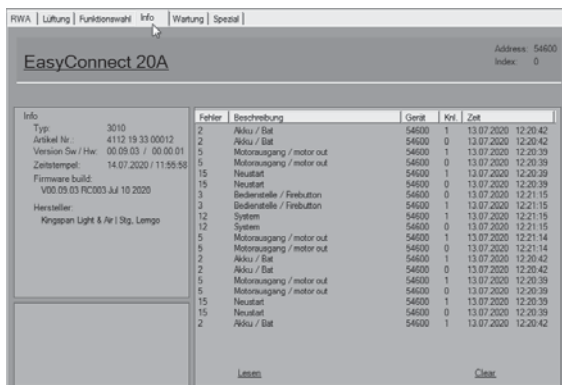 RWA Lüftung Funktionswahl Info Wartung Spezial
EasyConnect 20A
Address: 54600
Index: 0
Info
Typ: 3010
Artikel Nr.: 4112 19 33 00012
Version Sw / Hw: 00.09.03 / 00.00.01
Zeitstempel: 14.07.2020 / 11:55:58
Firmware build:
V00.09.03 RC003 Jul 10 2020
Hersteller:
Kingspan Light & Air | Stg, Lemgo
Fehler Beschreibung Gerät Knl. Zeit
2 Akku / Bat 54600 1 13.07.2020 12:20:42
2 Akku / Bat 54600 0 13.07.2020 12:20:42
5 Motorausgang / motor out 54600 1 13.07.2020 12:20:39
5 Motorausgang / motor out 54600 0 13.07.2020 12:20:39
15 Neustart 54600 1 13.07.2020 12:20:39
15 Neustart 54600 0 13.07.2020 12:20:39
3 Bedienstelle / Firebutton 54600 0 13.07.2020 12:21:15
3 Bedienstelle / Firebutton 54600 1 13.07.2020 12:21:15
12 System 54600 1 13.07.2020 12:21:15
12 System 54600 0 13.07.2020 12:21:15
5 Motorausgang / motor out 54600 1 13.07.2020 12:21:14
5 Motorausgang / motor out 54600 0 13.07.2020 12:21:14
2 Akku / Bat 54600 1 13.07.2020 12:20:42
2 Akku / Bat 54600 0 13.07.2020 12:20:42
5 Motorausgang / motor out 54600 1 13.07.2020 12:20:39
5 Motorausgang / motor out 54600 0 13.07.2020 12:20:39
15 Neustart 54600 1 13.07.2020 12:20:39
15 Neustart 54600 0 13.07.2020 12:20:39
2 Akku / Bat 54600 1 13.07.2020 12:20:42
Lesen Clear